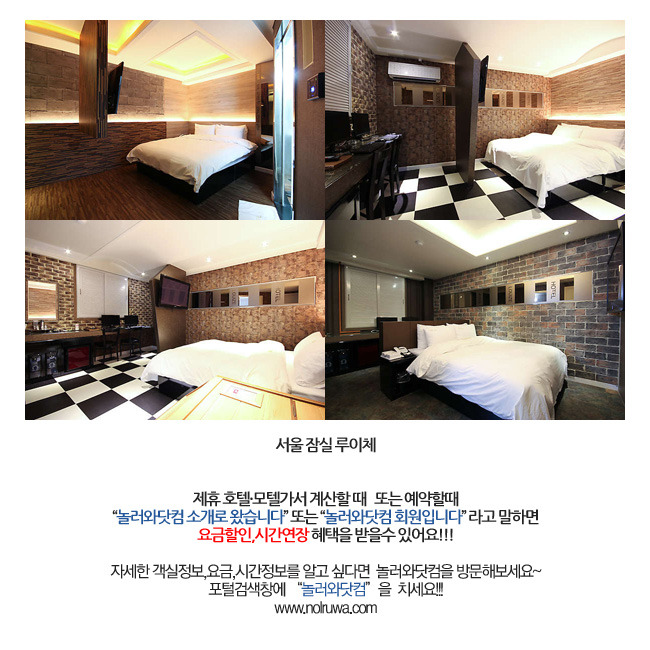 HOTEL
서울 잠실 루이체
제휴 호텔·모텔가서 계산할 때 또는 예약할때
“놀러와닷컴 소개로 왔습니다” 또는 “놀러와닷컴 회원입니다” 라고 말하면
요금할인,시간연장 혜택을 받을수 있어요!!!
자세한 객실정보,요금,시간정보를 알고 싶다면 놀러와닷컴을 방문해보세요~
포털검색창에 “놀러와닷컴” 을 치세요!!!
www.nolruwa.com